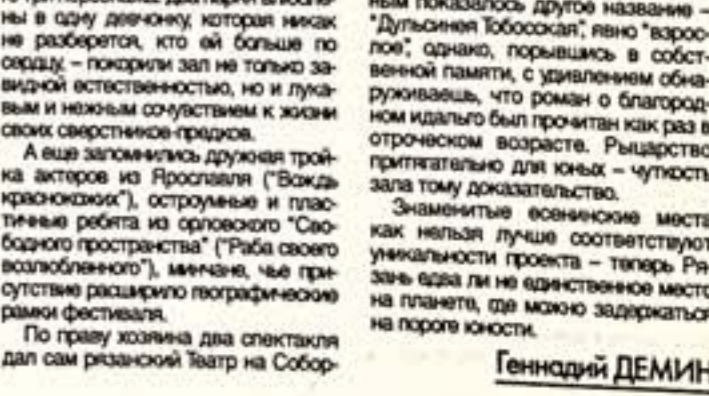 ны в одну девчонку, которая никак
не разберется, кто ей больше по
сердцу, – покорили зал не только за-
видной естественностью, но и лука-
вым и нежным сочувствием к жизни
своих сверстников-предков.
А еще запомнились дружная трой-
ка актеров из Ярославля ("Вождь
краснокожих"), остроумные и плас-
тичные ребята из орловского "Сво-
бодного пространства" ("Раба своего
возлюбленного"), минчане, чье при-
сутствие расширило географические
рамки фестиваля.
По праву хозяина два спектакля
дал сам рязанский Театр на Собор-
ным показалось другое название –
"Дульсинея Тобосская", явно "взрос-
лое", однако, порывшись в собст-
венной памяти, с удивлением обна-
руживаешь, что роман о благород-
ном идальго был прочитан как раз в
отроческом возрасте. Рыцарство
притягательно для юных – чуткость
зала тому доказательство.
Знаменитые есенинские места
как нельзя лучше соответствуют
уникальности проекта – теперь Ря-
зань едва ли не единственное место
на планете, где можно задержаться
на пороге юности.
Геннадий ДЕМИН